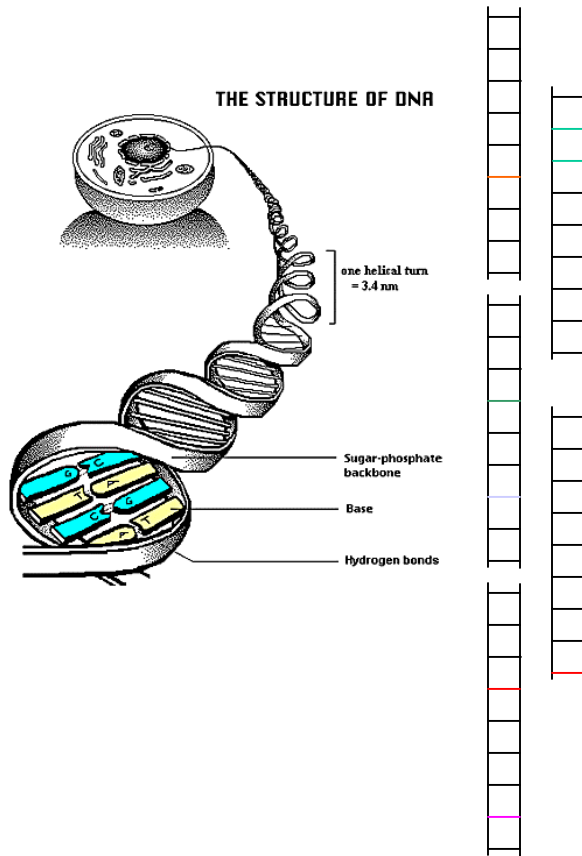 THE STRUCTURE OF DNA
one helical turn
= 3.4 nm
Sugar-phosphate
backbone
Base
Hydrogen bonds
G C
T A
C G
A T